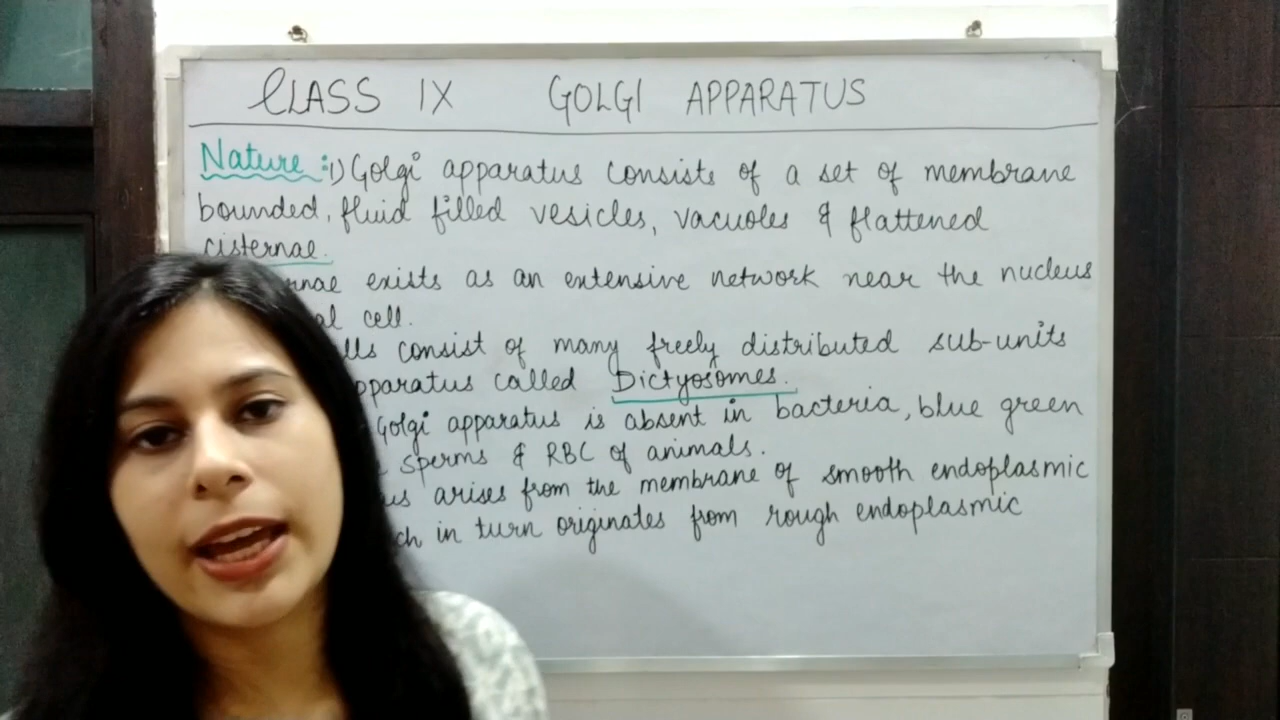 CLASS IX GOLGI APPARATUS
Nature : 1) Golgi apparatus consists of a set of membrane
bounded, fluid filled vesicles, vacuoles & flattened
cisternae.
exists as an extensive network near the nucleus
cell.
consist of many freely distributed sub-units
called Dictyosomes.
Golgi apparatus is absent in bacteria, blue green
sperms & RBC of animals.
arises from the membrane of smooth endoplasmic
in turn originates from rough endoplasmic